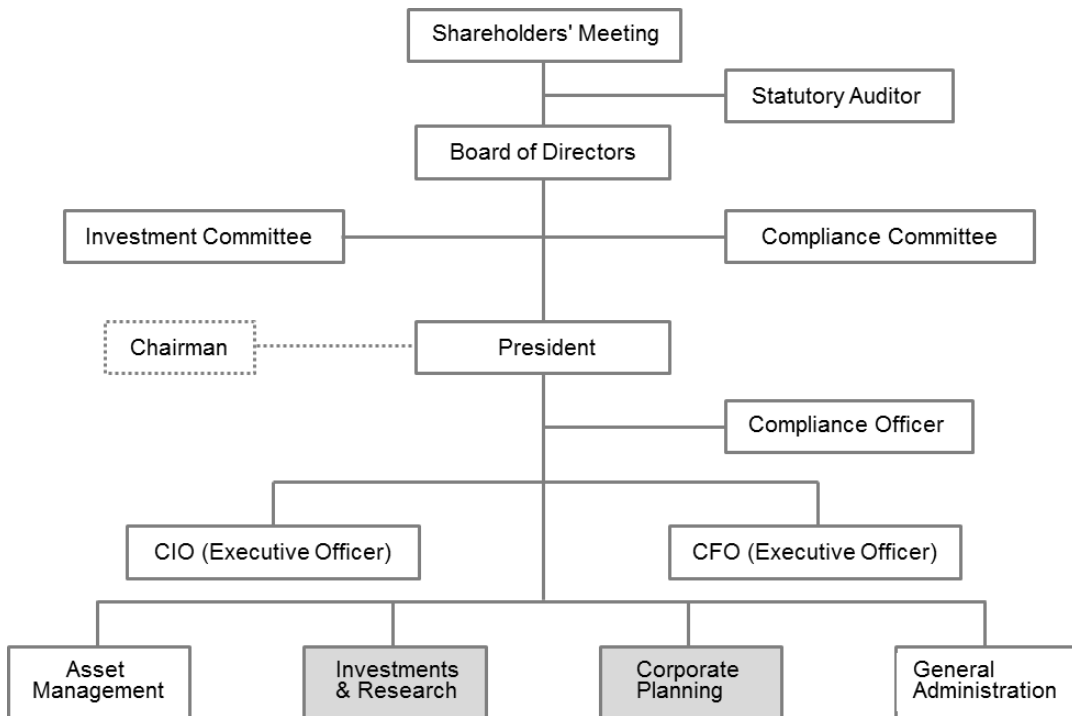 Shareholders' Meeting
Statutory Auditor
Board of Directors
Investment Committee
Compliance Committee
Chairman
President
Compliance Officer
CIO (Executive Officer)
CFO (Executive Officer)
Asset
Management
Investments
& Research
Corporate
Planning
General
Administration